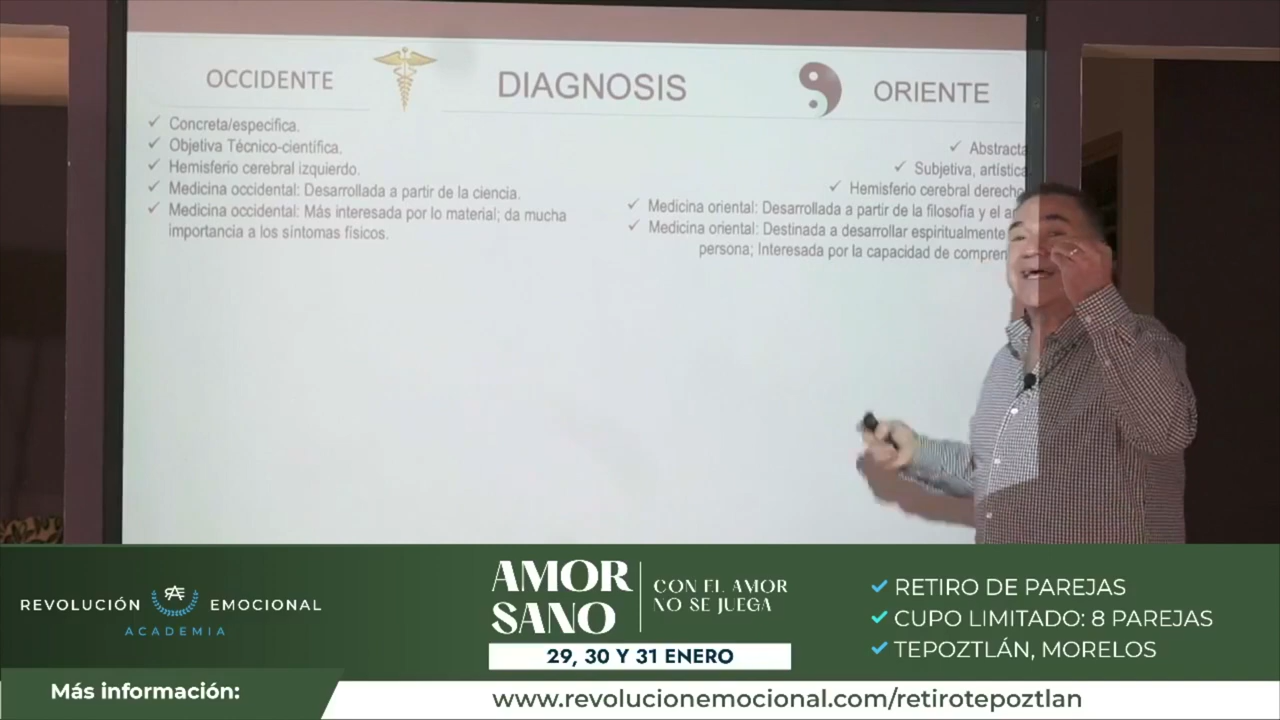 OCCIDENTE
DIAGNOSIS
ORIENTE
✓ Concreta/especifica.
✓ Objetiva Técnico-científica.
✓ Hemisferio cerebral izquierdo.
✓ Medicina occidental: Desarrollada a partir de la ciencia.
✓ Medicina occidental: Más interesada por lo material; da mucha
importancia a los síntomas físicos.
✓ Abstracta
✓ Subjetiva, artística
✓ Hemisferio cerebral derecho
✓ Medicina oriental: Desarrollada a partir de la filosofía y el
✓ Medicina oriental: Destinada a desarrollar espiritualmente
persona; Interesada por la capacidad de
REVOLUCIÓN EMOCIONAL
ACADEMIA
AMOR
SANO
CON EL AMOR
NO SE JUEGA
29, 30 Y 31 ENERO
✓ RETIRO DE PAREJAS
✓ CUPO LIMITADO: 8 PAREJAS
✓ TEPOZTLÁN, MORELOS
Más información:
www.revolucionemocional.com/retirotepoztlan